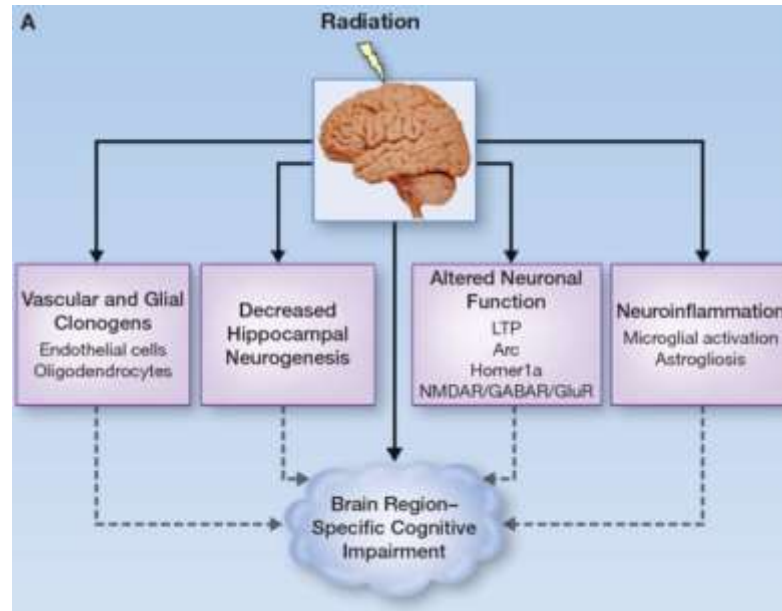 A
Radiation
Vascular and Glial
Clonogens
Endothelial cells
Oligodendrocytes
Decreased
Hippocampal
Neurogenesis
Altered Neuronal
Function
LTP
Arc
Homer1a
NMDAR/GABAR/GluR
Neuroinflammation
Microglial activation
Astrogliosis
Brain Region–
Specific Cognitive
Impairment